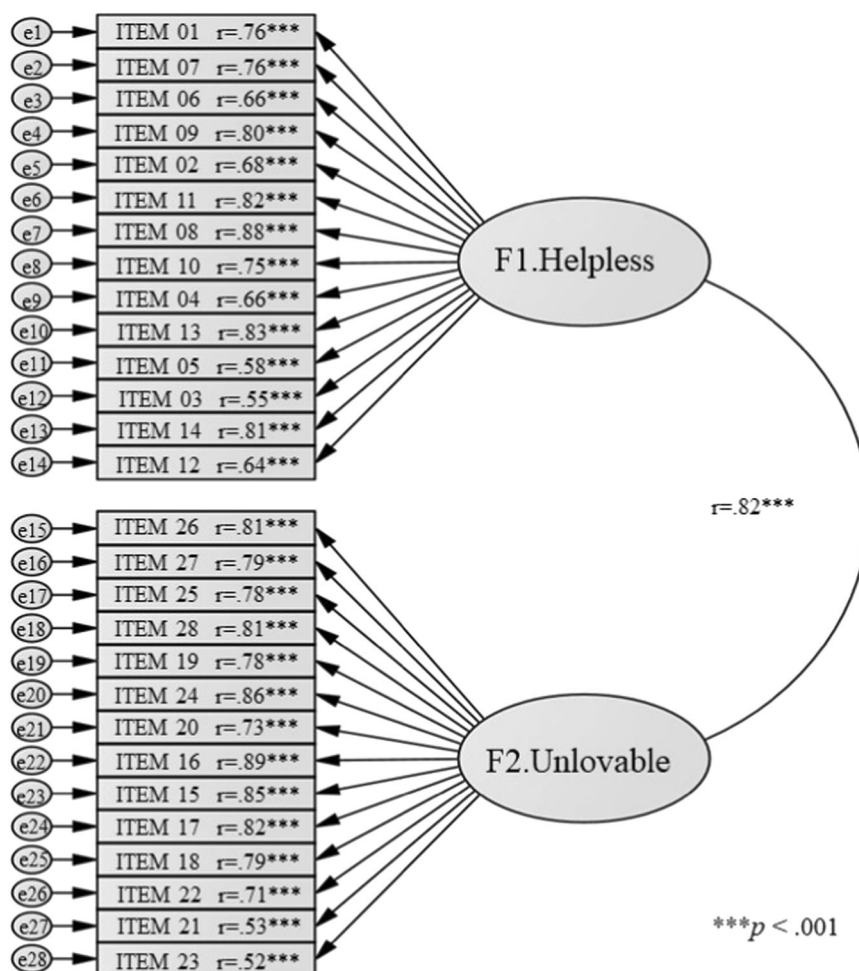 e1 ITEM 01 r=.76***
e2 ITEM 07 r=.76***
e3 ITEM 06 r=.66***
e4 ITEM 09 r=.80***
e5 ITEM 02 r=.68***
e6 ITEM 11 r=.82***
e7 ITEM 08 r=.88***
e8 ITEM 10 r=.75***
e9 ITEM 04 r=.66***
e10 ITEM 13 r=.83***
e11 ITEM 05 r=.58***
e12 ITEM 03 r=.55***
e13 ITEM 14 r=.81***
e14 ITEM 12 r=.64***
F1.Helpless
r=.82***
e15 ITEM 26 r=.81***
e16 ITEM 27 r=.79***
e17 ITEM 25 r=.78***
e18 ITEM 28 r=.81***
e19 ITEM 19 r=.78***
e20 ITEM 24 r=.86***
e21 ITEM 20 r=.73***
e22 ITEM 16 r=.89***
e23 ITEM 15 r=.85***
e24 ITEM 17 r=.82***
e25 ITEM 18 r=.79***
e26 ITEM 22 r=.71***
e27 ITEM 21 r=.53***
e28 ITEM 23 r=.52***
F2.Unlovable
***p < .001